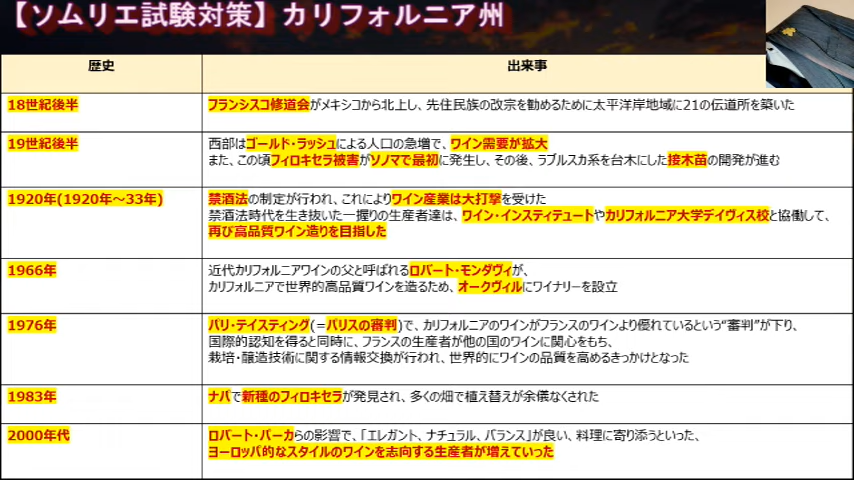 【ソムリエ試験対策】カリフォルニア州
歴史
出来事
18世紀後半
フランシスコ修道会がメキシコから北上し、先住民族の改宗を勧めるために太平洋岸地域に21の伝道所を築いた
19世紀後半
西部はゴールド・ラッシュによる人口の急増で、ワイン需要が拡大
また、この頃フィロキセラ被害がソノマで最初に発生し、その後、ラブルスカ系を台木にした接木苗の開発が進む
1920年(1920年～33年)
禁酒法の制定が行われ、これによりワイン産業は大打撃を受けた
禁酒法時代を生き抜いた一握りの生産者達は、ワイン・インスティテュートやカリフォルニア大学デイヴィス校と協働して、
再び高品質ワイン造りを目指した
1966年
近代カリフォルニアワインの父と呼ばれるロバート・モンダヴィが、
カリフォルニアで世界的高品質ワインを造るため、オークヴィルにワイナリーを設立
1976年
パリ・テイスティング(=パリスの審判)で、カリフォルニアのワインがフランスのワインより優れているという“審判”が下り、
国際的認知を得ると同時に、フランスの生産者が他の国のワインに関心をもち、
栽培・醸造技術に関する情報交換が行われ、世界的にワインの品質を高めるきっかけとなった
1983年
ナパで新種のフィロキセラが発見され、多くの畑で植え替えが余儀なくされた
2000年代
ロバート・パーカらの影響で、「エレガント、ナチュラル、バランス」が良い、料理に寄り添うといった、
ヨーロッパ的なスタイルのワインを志向する生産者が増えていった